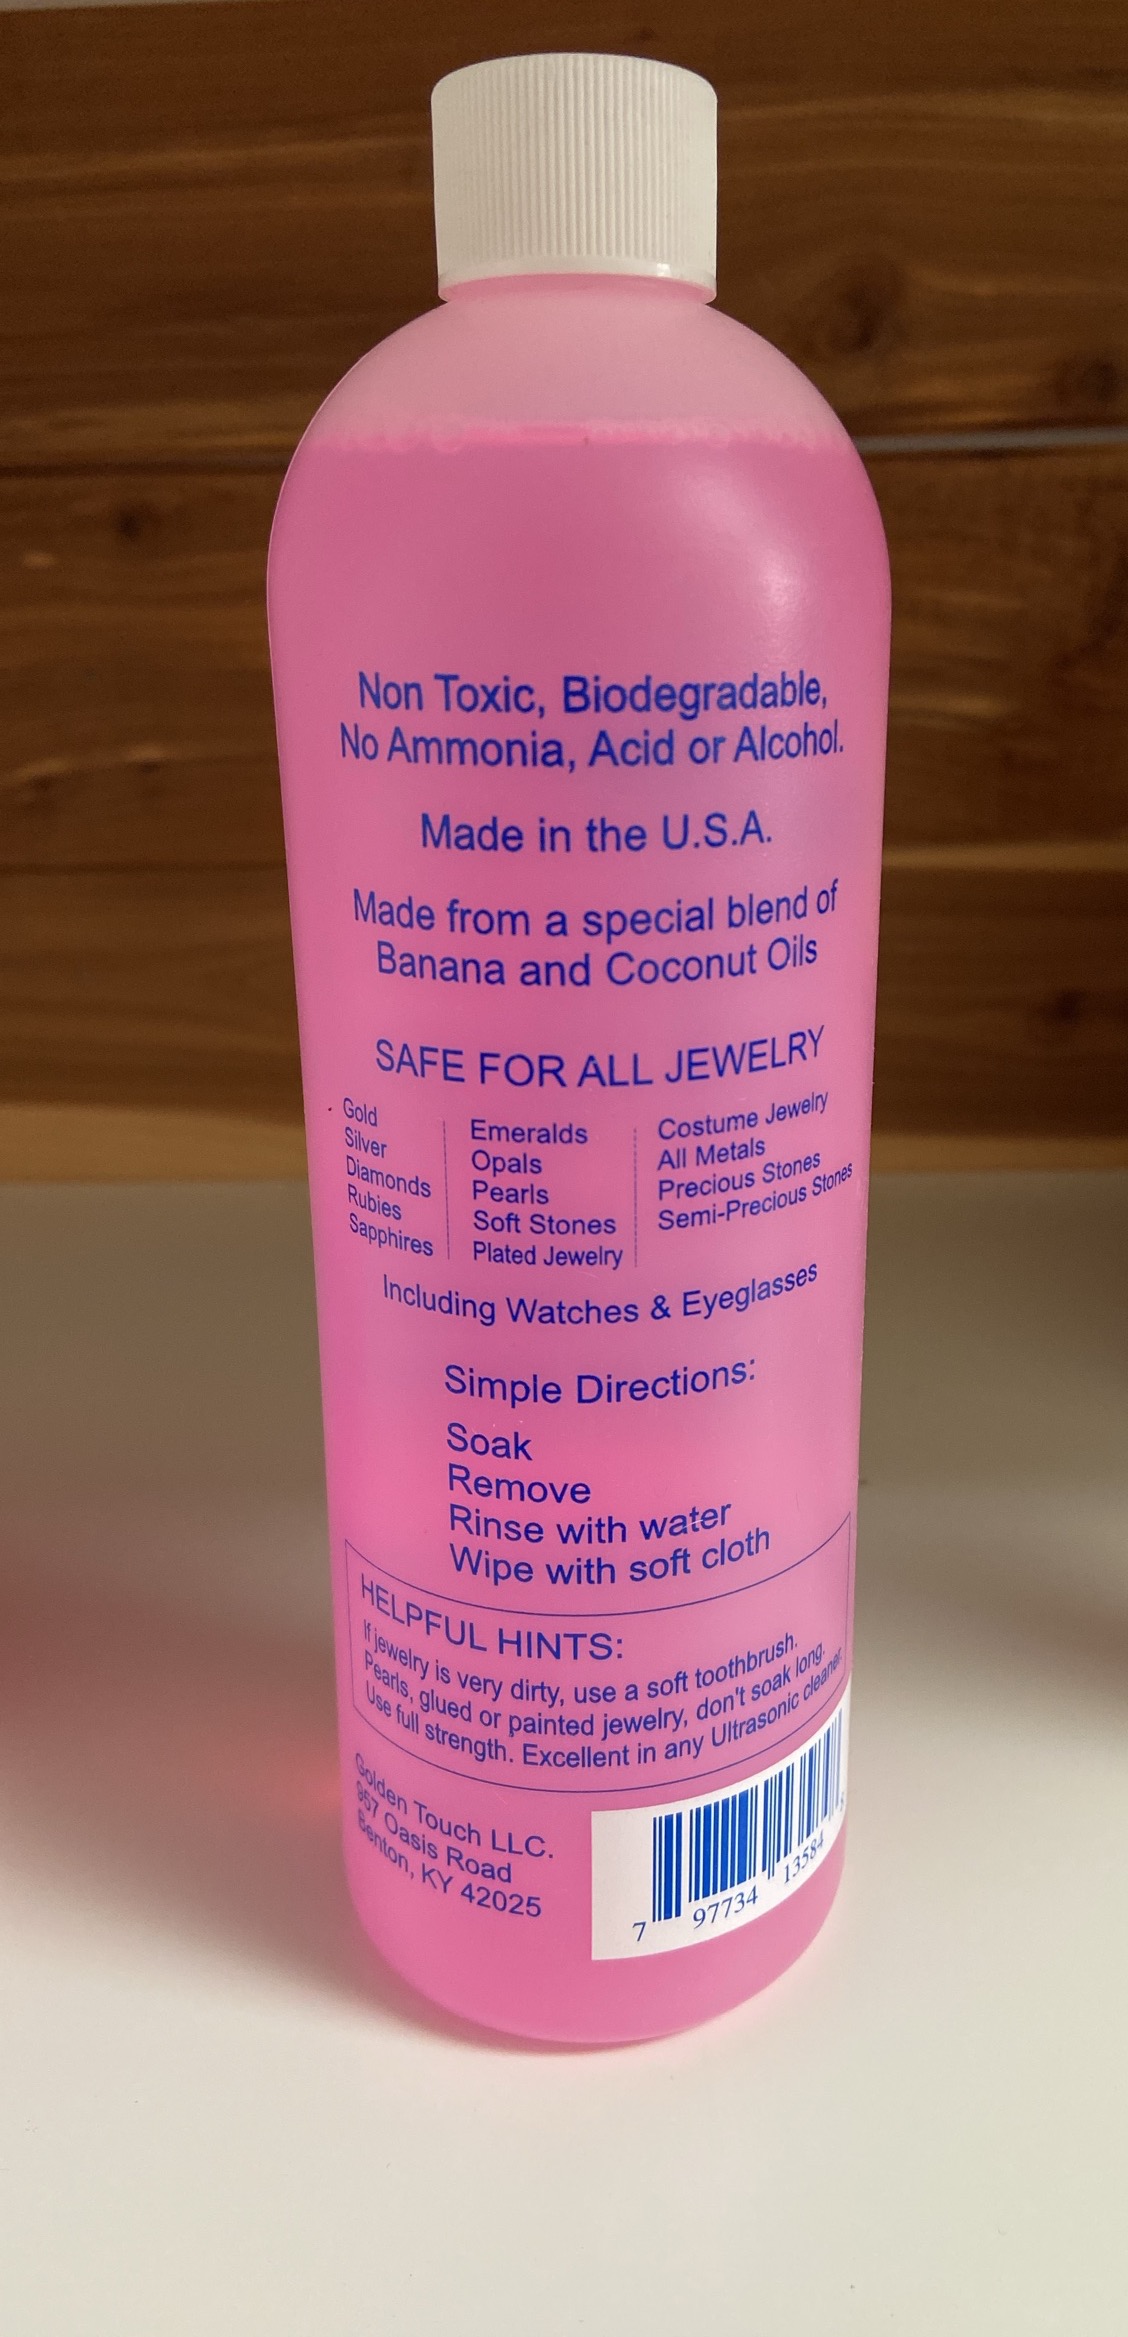 Non Toxic, Biodegradable,
No Ammonia, Acid or Alcohol.
Made in the U.S.A.
Made from a special blend of
Banana and Coconut Oils
SAFE FOR ALL JEWELRY
Gold
Silver
Diamonds
Rubies
Sapphires
Emeralds
Opals
Pearls
Soft Stones
Plated Jewelry
Costume Jewelry
All Metals
Precious Stones
Semi-Precious Stones
Including Watches & Eyeglasses
Simple Directions:
Soak
Remove
Rinse with water
Wipe with soft cloth
HELPFUL HINTS:
If jewelry is very dirty, use a soft toothbrush.
Pearls, glued or painted jewelry, don't soak long.
Use full strength. Excellent in any Ultrasonic cleaner.
Golden Touch LLC.
957 Oasis Road
Benton, KY 42025
7 97734 13584